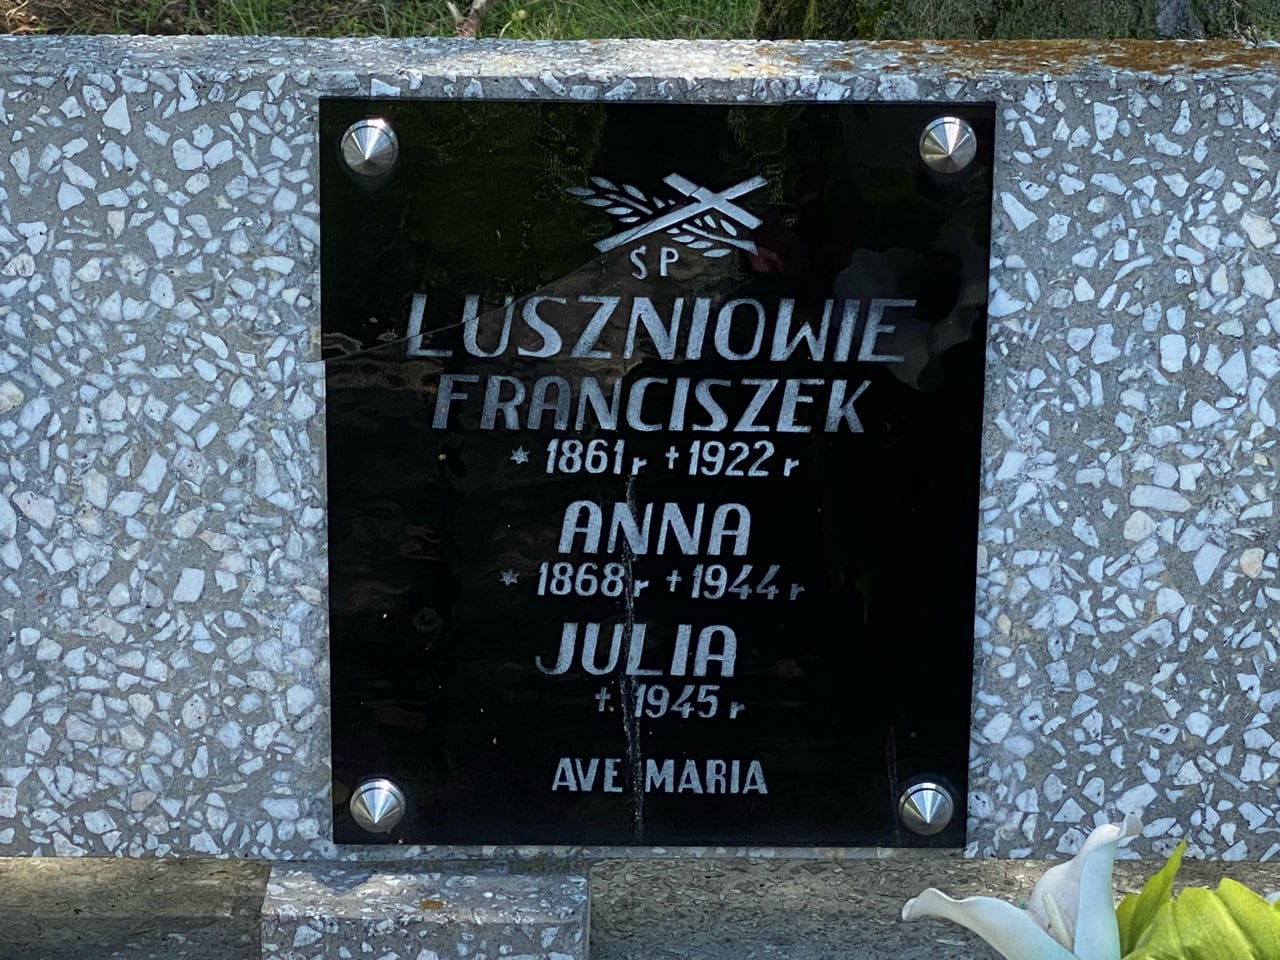 ŚP
LUSZNIOWIE
FRANCISZEK
* 1861 r † 1922 r
ANNA
* 1868 r † 1944 r
JULIA
† 1945 r
AVE MARIA